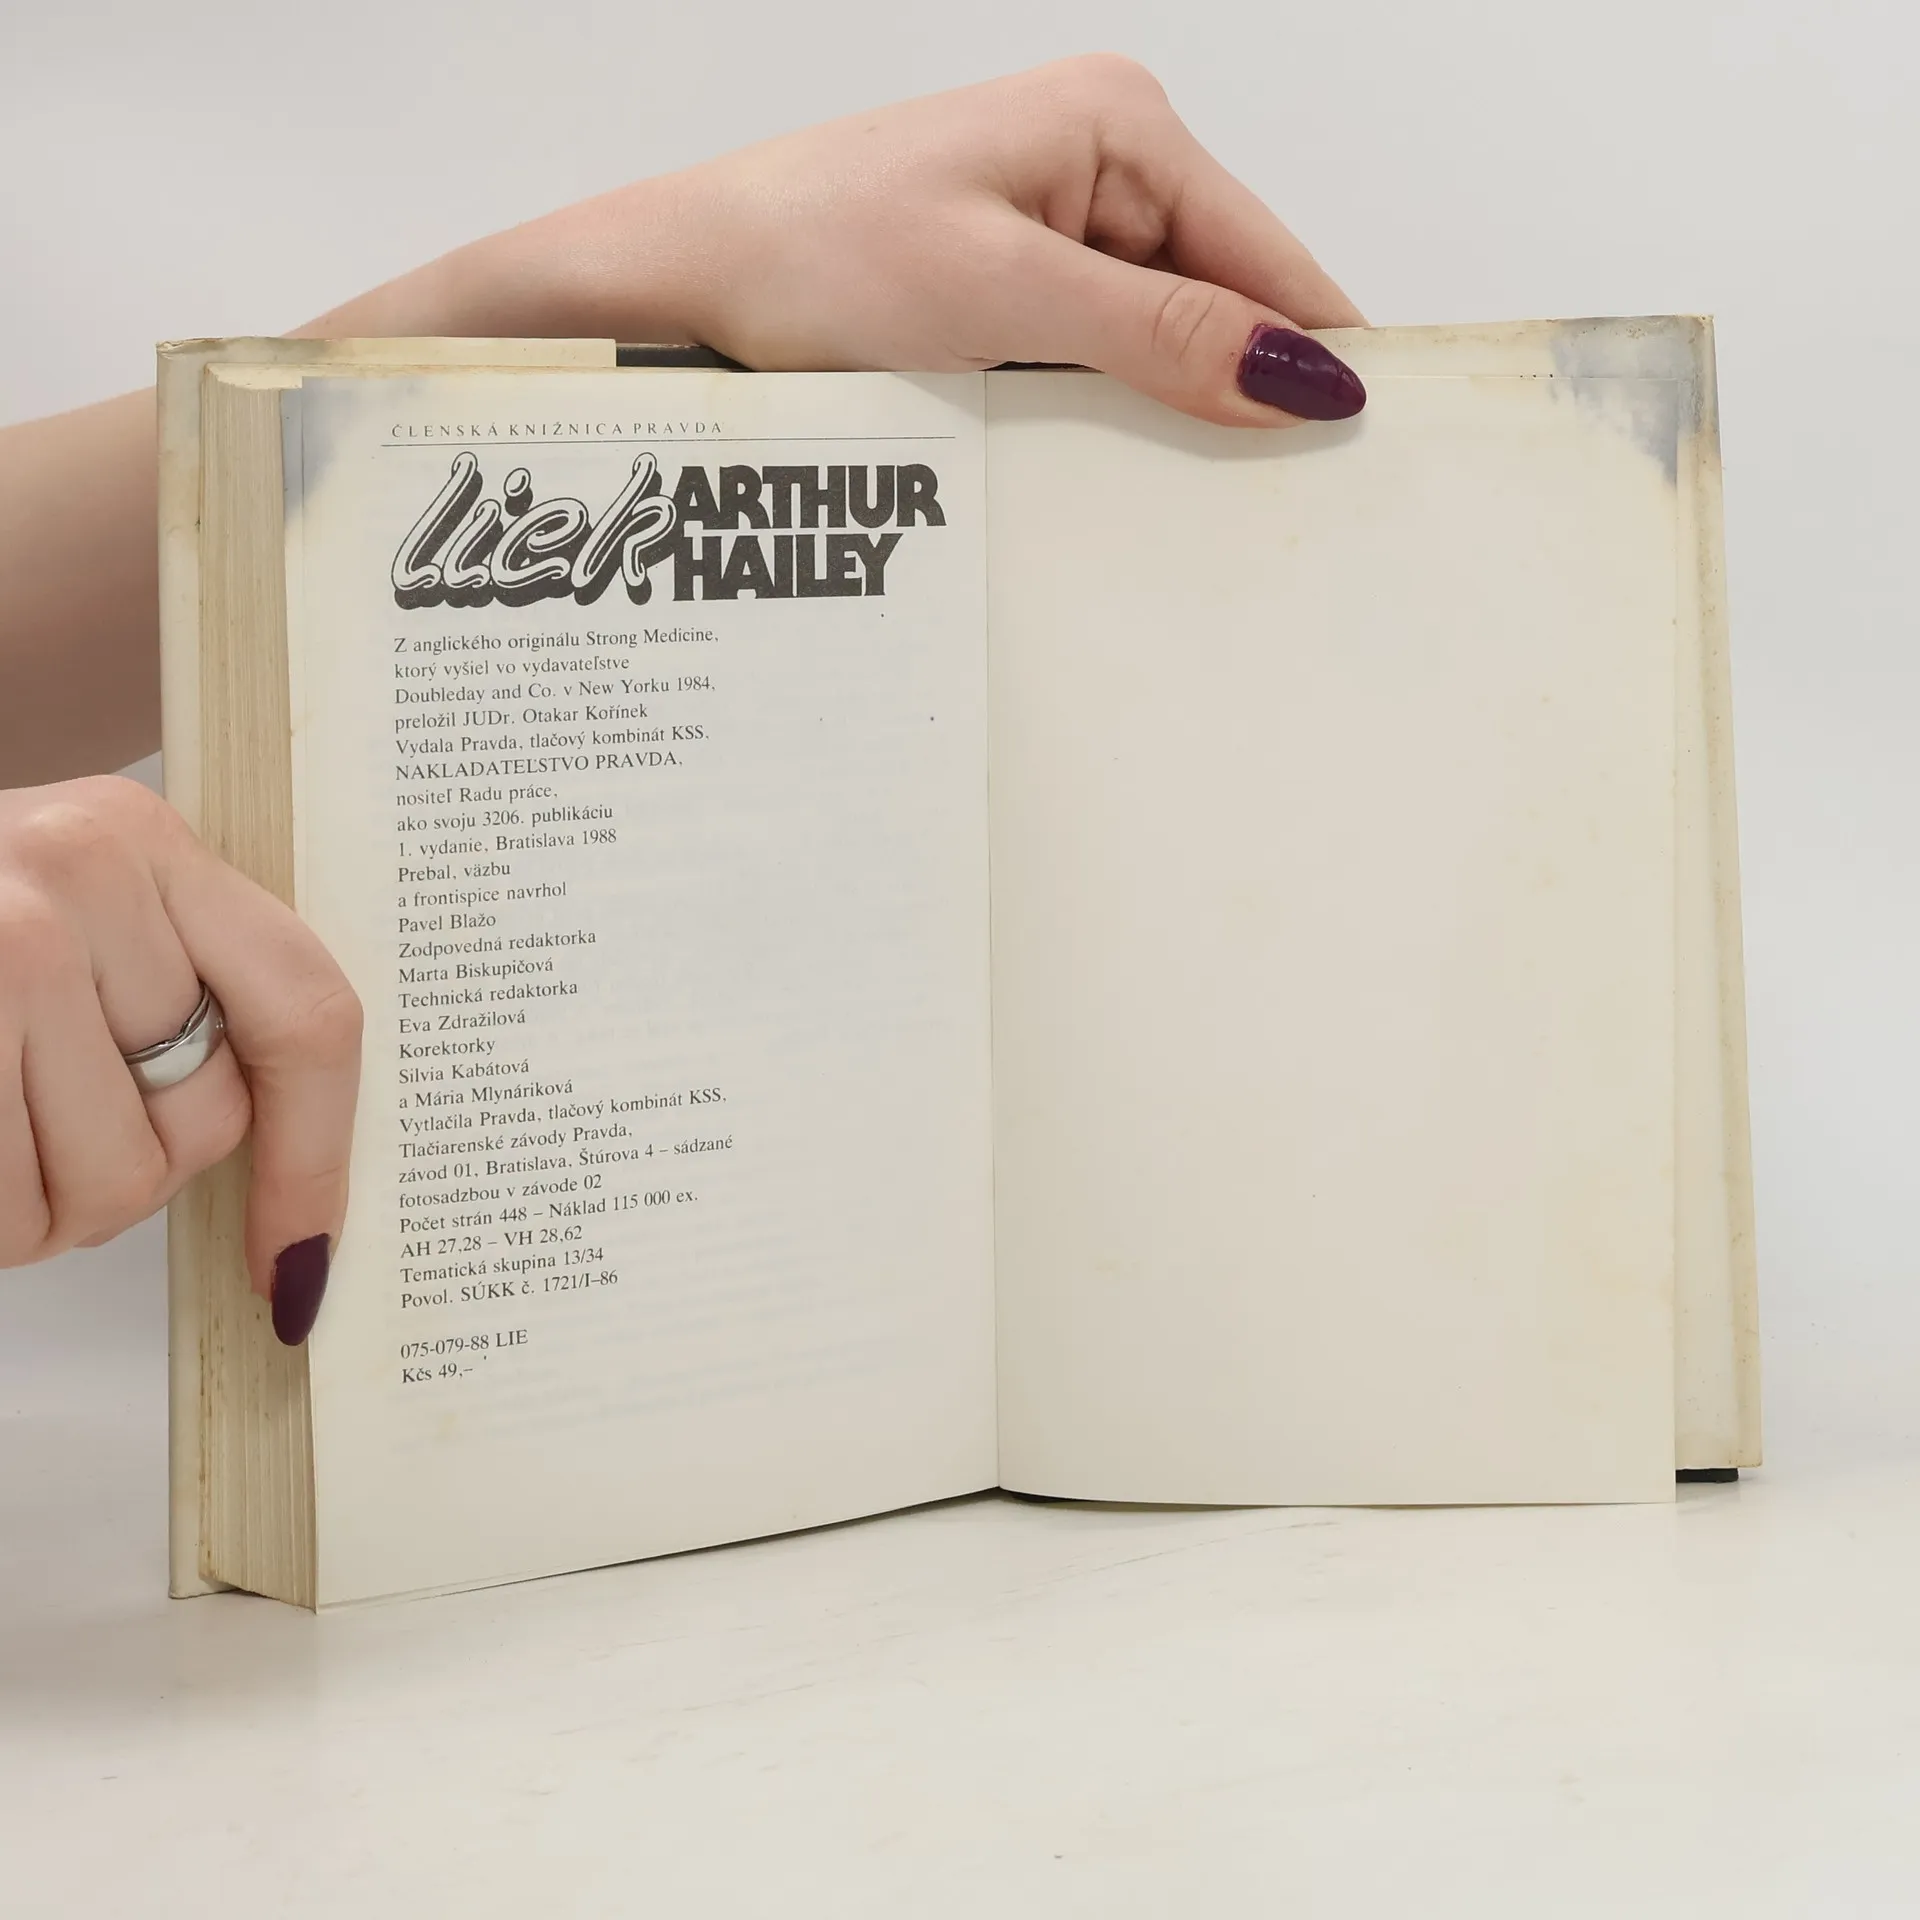 ČLENSKÁ KNIŽNICA PRAVDA
Liek ARTHUR
HAILEY
Z anglického originálu Strong Medicine,
ktorý vyšiel vo vydavateľstve
Doubleday and Co. v New Yorku 1984,
preložil JUDr. Otakar Kořínek
Vydala Pravda, tlačový kombinát KSS,
NAKLADATEĽSTVO PRAVDA,
nositeľ Radu práce,
ako svoju 3206. publikáciu
1. vydanie, Bratislava 1988
Prebal, väzbu
a frontispice navrhol
Pavel Blažo
Zodpovedná redaktorka
Marta Biskupičová
Technická redaktorka
Eva Zdražilová
Korektorky
Silvia Kabátová
a Mária Mlynáriková
Vytlačila Pravda, tlačový kombinát KSS,
Tlačiarenské závody Pravda,
závod 01, Bratislava, Štúrova 4 – sádzané
fotosadzbou v závode 02
Počet strán 448 – Náklad 115 000 ex.
AH 27,28 – VH 28,62
Tematická skupina 13/34
Povol. SÚKK č. 1721/I–86
075-079-88 LIE
Kčs 49,–